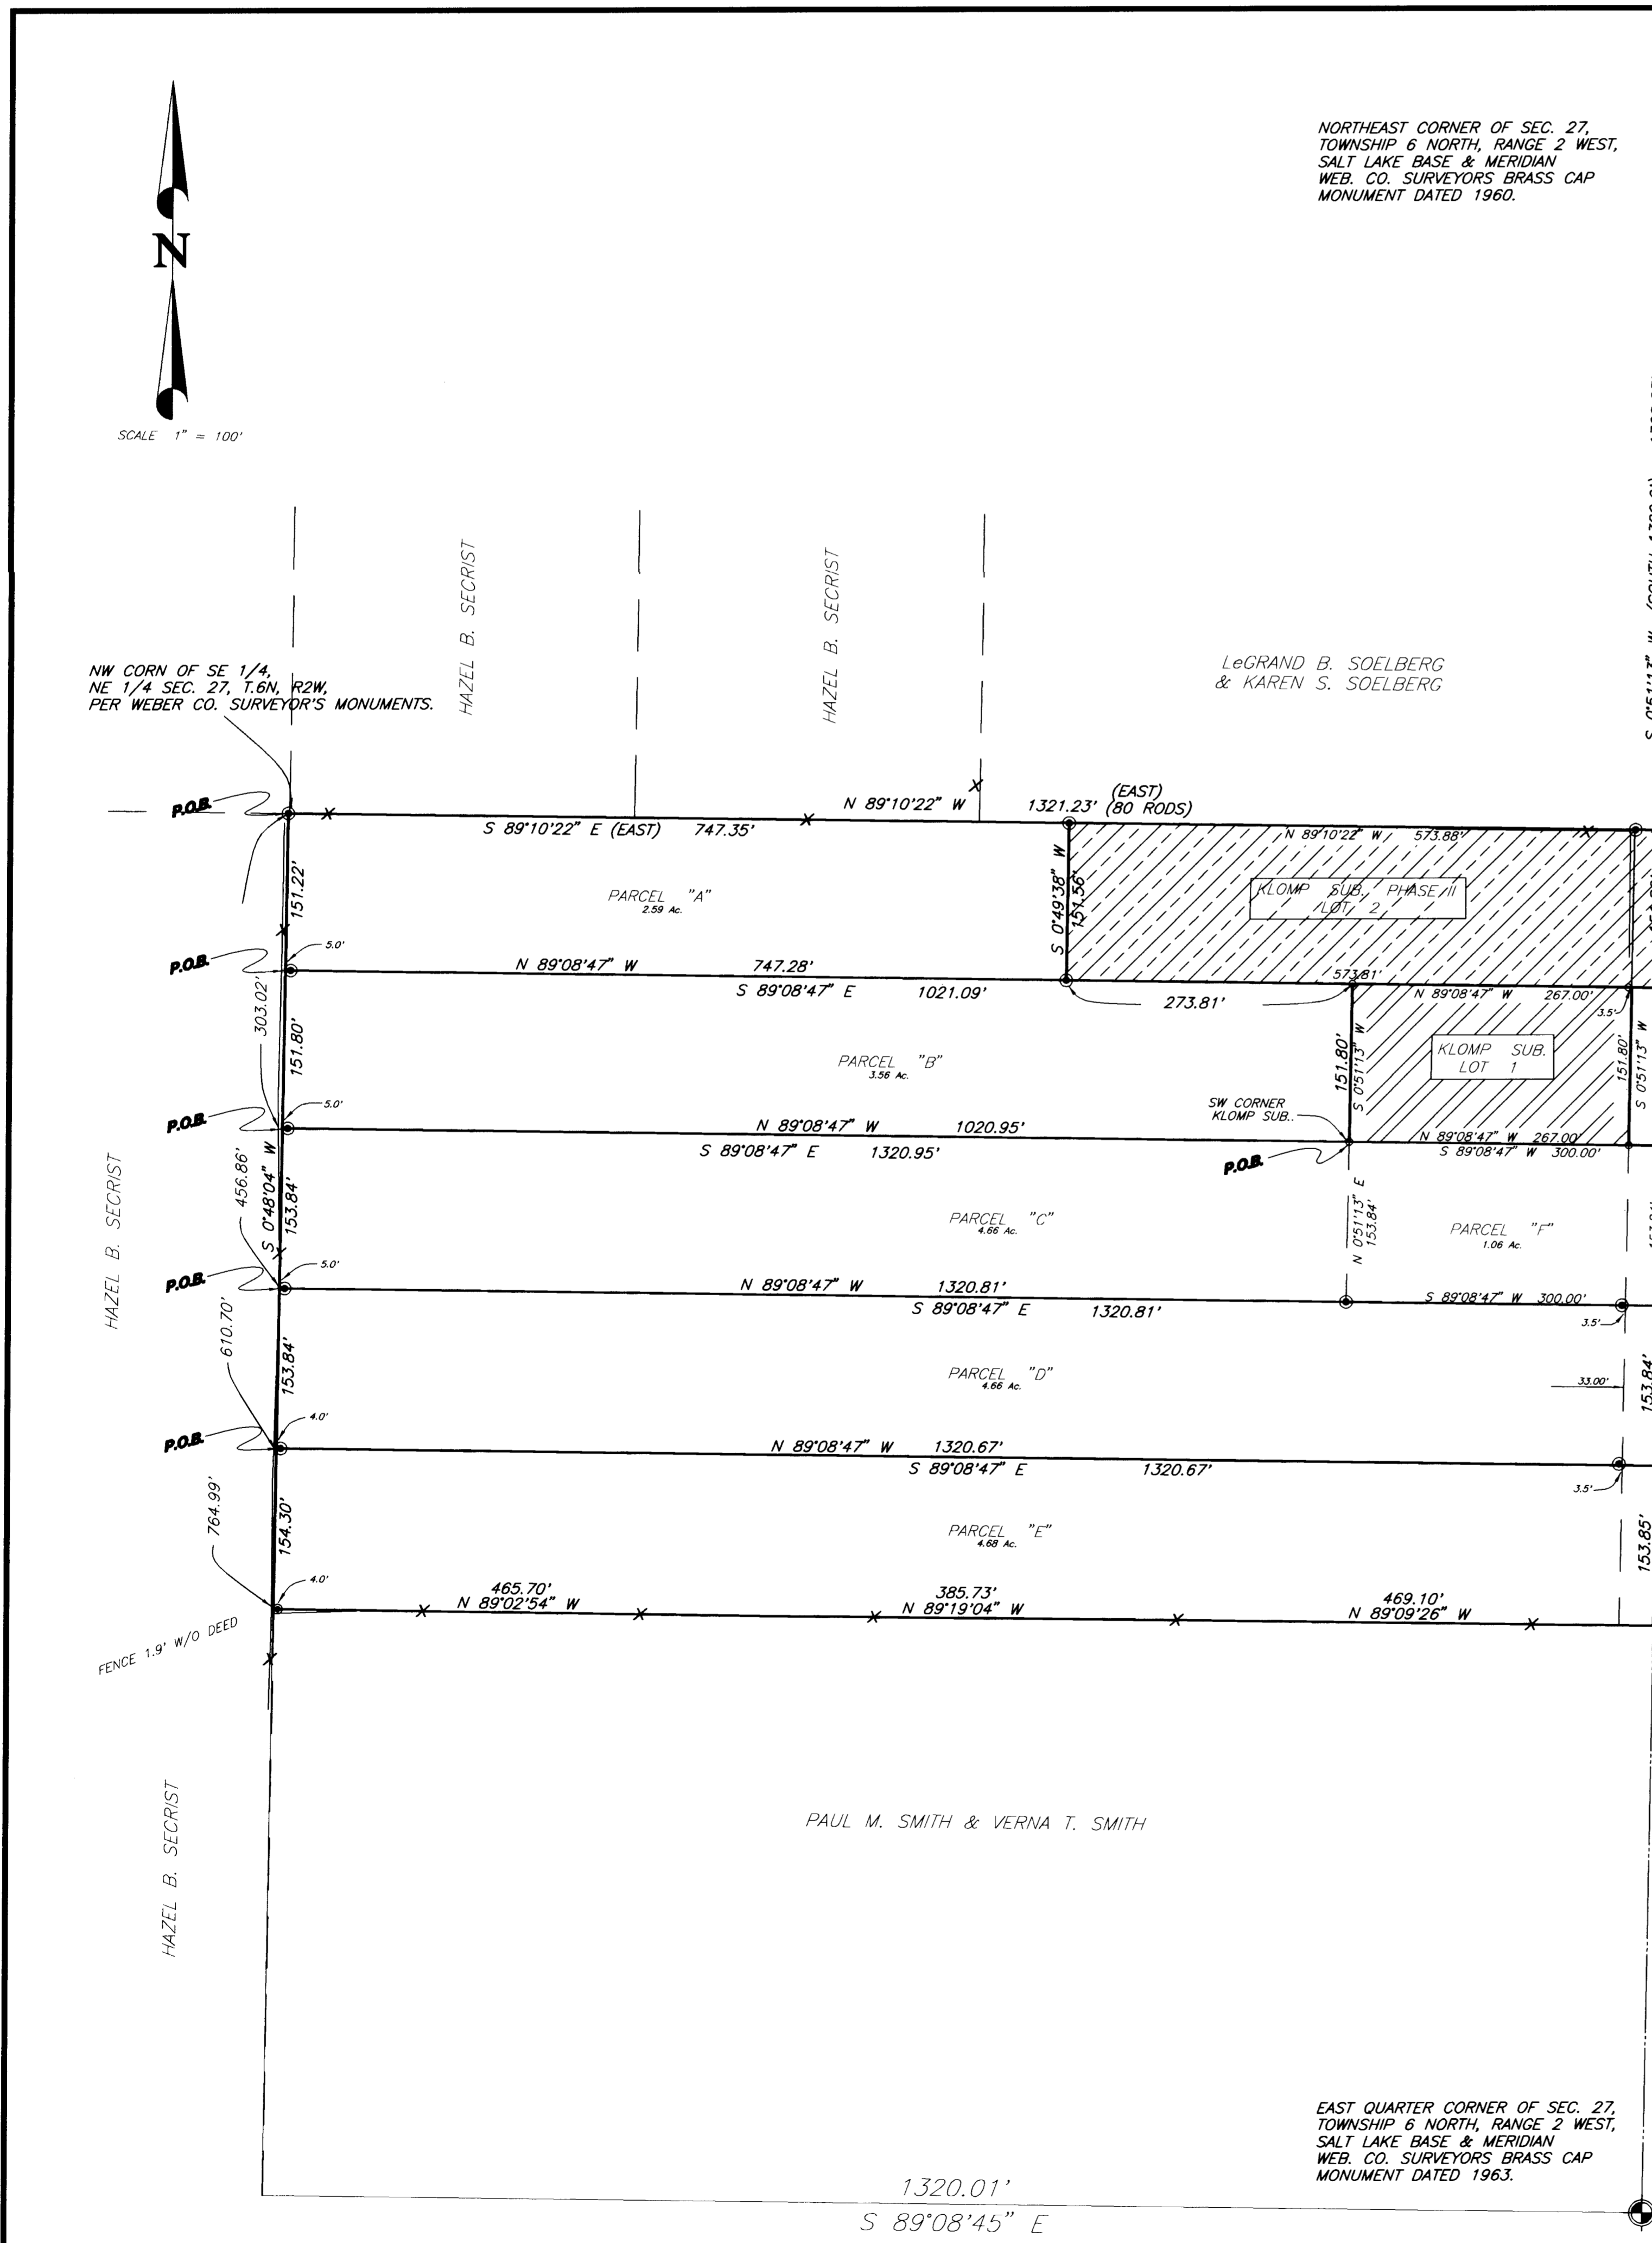 NORTHEAST CORNER OF SEC. 27,
TOWNSHIP 6 NORTH, RANGE 2 WEST,
SALT LAKE BASE & MERIDIAN
WEB. CO. SURVEYORS BRASS CAP
MONUMENT DATED 1960.
N
SCALE 1" = 100'
HAZEL B. SECRIST
HAZEL B. SECRIST
LeGRAND B. SOELBERG
& KAREN S. SOELBERG
S 0°51'13" W
NW CORN OF SE 1/4,
NE 1/4 SEC. 27, T.6N, R2W,
PER WEBER CO. SURVEYOR'S MONUMENTS.
P.O.B.
N 89°10'22" W
1321.23'
(EAST)
(80 RODS)
S 89°10'22" E (EAST) 747.35'
N 89°10'22" W 573.88'
151.22'
PARCEL "A"
2.59 Ac.
S 0°49'38" W
151.56'
KLOMP SUB. PHASE II
LOT 2
P.O.B.
5.0'
N 89°08'47" W 747.28'
S 89°08'47" E 1021.09'
273.81'
573.81'
N 89°08'47" W 267.00'
3.5'
303.02'
151.80'
PARCEL "B"
3.56 Ac.
151.80'
S 0°51'13" W
KLOMP SUB.
LOT 1
151.80'
S 0°51'13" W
SW CORNER
KLOMP SUB..
P.O.B.
5.0'
N 89°08'47" W 1020.95'
S 89°08'47" E 1320.95'
N 89°08'47" W 267.00'
S 89°08'47" W 300.00'
P.O.B.
HAZEL B. SECRIST
456.86'
S 0°48'04" W
153.84'
PARCEL "C"
4.66 Ac.
N 0°51'13" E
153.84'
PARCEL "F"
1.06 Ac.
P.O.B.
5.0'
N 89°08'47" W 1320.81'
S 89°08'47" E 1320.81'
S 89°08'47" W 300.00'
3.5'
610.70'
153.84'
PARCEL "D"
4.66 Ac.
33.00'
153.84'
P.O.B.
4.0'
N 89°08'47" W 1320.67'
S 89°08'47" E 1320.67'
3.5'
764.99'
154.30'
PARCEL "E"
4.68 Ac.
153.85'
4.0'
465.70'
N 89°02'54" W
385.73'
N 89°19'04" W
469.10'
N 89°09'26" W
FENCE 1.9' W/O DEED
HAZEL B. SECRIST
PAUL M. SMITH & VERNA T. SMITH
EAST QUARTER CORNER OF SEC. 27,
TOWNSHIP 6 NORTH, RANGE 2 WEST,
SALT LAKE BASE & MERIDIAN
WEB. CO. SURVEYORS BRASS CAP
MONUMENT DATED 1963.
1320.01'
S 89°08'45" E